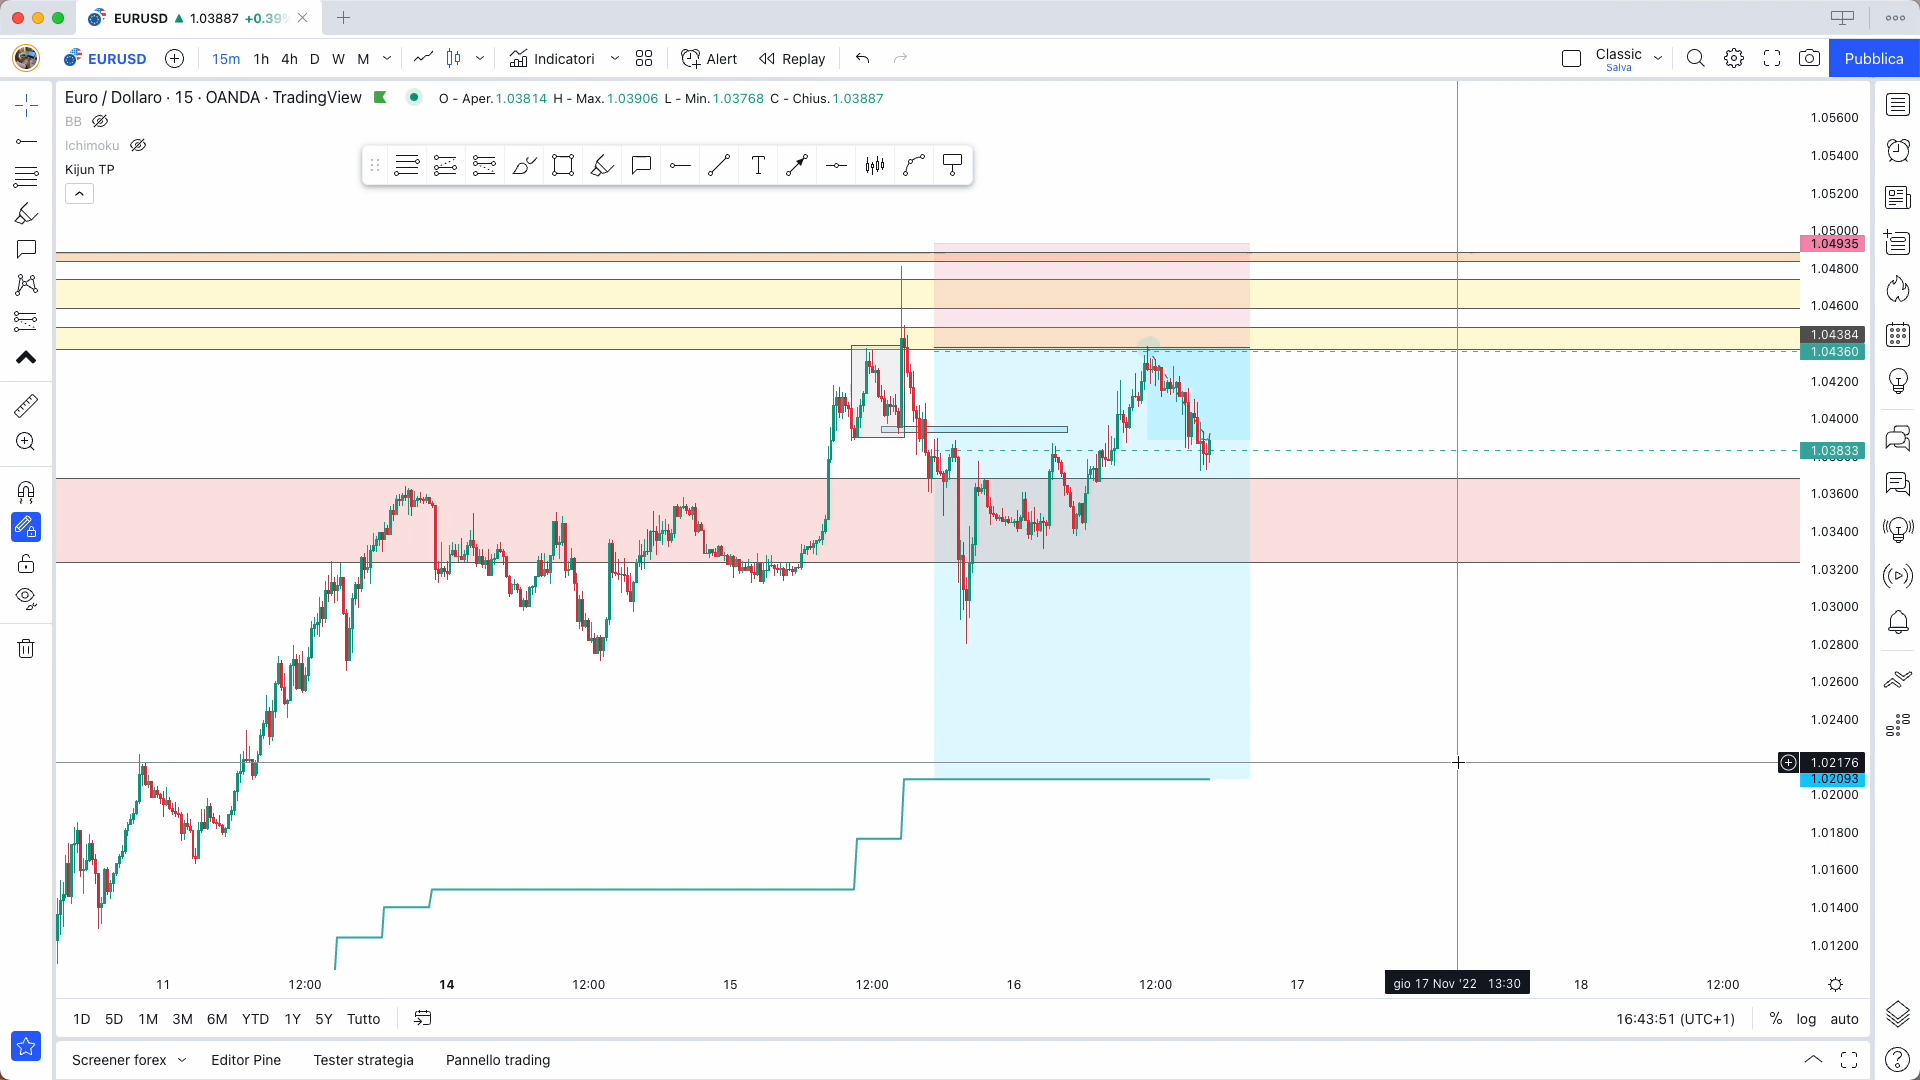 EURUSD ▲ 1.03887 +0.39%
EURUSD 15m 1h 4h D W M Indicatori Alert Replay Classic Salva Pubblica
Euro / Dollaro · 15 · OANDA · TradingView O - Aper.1.03814 H - Max.1.03906 L - Min.1.03768 C - Chius.1.03887
BB
Ichimoku
Kijun TP
1.05600
1.05400
1.05200
1.05000
1.04935
1.04800
1.04600
1.04384
1.04360
1.04200
1.04000
1.03833
1.03600
1.03400
1.03200
1.03000
1.02800
1.02600
1.02400
1.02176
1.02093
1.02000
1.01800
1.01600
1.01400
1.01200
11 12:00 14 12:00 15 12:00 16 12:00 17 gio 17 Nov '22 13:30 18 12:00
1D 5D 1M 3M 6M YTD 1Y 5Y Tutto 16:43:51 (UTC+1) % log auto
Screener forex Editor Pine Tester strategia Pannello trading